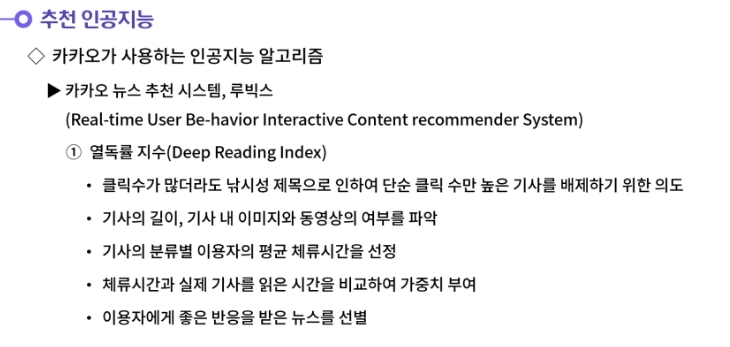 추천 인공지능
◇ 카카오가 사용하는 인공지능 알고리즘
▶ 카카오 뉴스 추천 시스템, 루빅스
(Real-time User Be-havior Interactive Content recommender System)
① 열독률 지수(Deep Reading Index)
• 클릭수가 많더라도 낚시성 제목으로 인하여 단순 클릭 수만 높은 기사를 배제하기 위한 의도
• 기사의 길이, 기사 내 이미지와 동영상의 여부를 파악
• 기사의 분류별 이용자의 평균 체류시간을 선정
• 체류시간과 실제 기사를 읽은 시간을 비교하여 가중치 부여
• 이용자에게 좋은 반응을 받은 뉴스를 선별